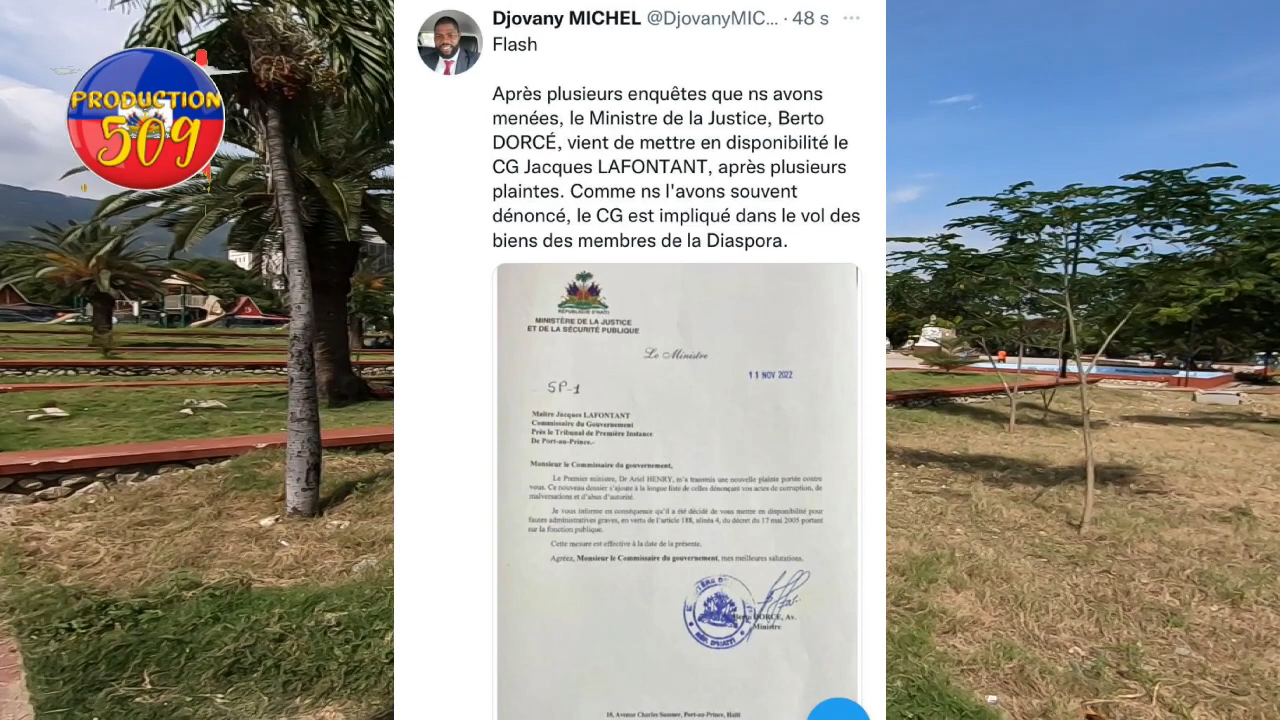 PRODUCTION
509
Djovany MICHEL @DjovanyMIC... · 48 s ···
Flash
Après plusieurs enquêtes que ns avons
menées, le Ministre de la Justice, Berto
DORCÉ, vient de mettre en disponibilité le
CG Jacques LAFONTANT, après plusieurs
plaintes. Comme ns l'avons souvent
dénoncé, le CG est impliqué dans le vol des
biens des membres de la Diaspora.
RÉPUBLIQUE D'HAÏTI
MINISTÈRE DE LA JUSTICE
ET DE LA SÉCURITÉ PUBLIQUE
Le Ministre
11 NOV 2022
SP-1
Maître Jacques LAFONTANT
Commissaire du Gouvernement
Près le Tribunal de Première Instance
De Port-au-Prince.-
Monsieur le Commissaire du gouvernement,
Le Premier ministre, Dr Ariel HENRY, m'a transmis une nouvelle plainte portée contre
vous. Ce nouveau dossier s'ajoute à la longue liste de celles dénonçant vos actes de corruption, de
malversations et d'abus d'autorité.
Je vous informe en conséquence qu'il a été décidé de vous mettre en disponibilité pour
fautes administratives graves, en vertu de l'article 188, alinéa 4, du décret du 17 mai 2005 portant
sur la fonction publique.
Cette mesure est effective à la date de la présente.
Agréez, Monsieur le Commissaire du gouvernement, mes meilleures salutations.
RÉP. D'HAITI
Berto DORCÉ, Av.
Ministre
18, Avenue Charles Sumner, Port-au-Prince, Haïti